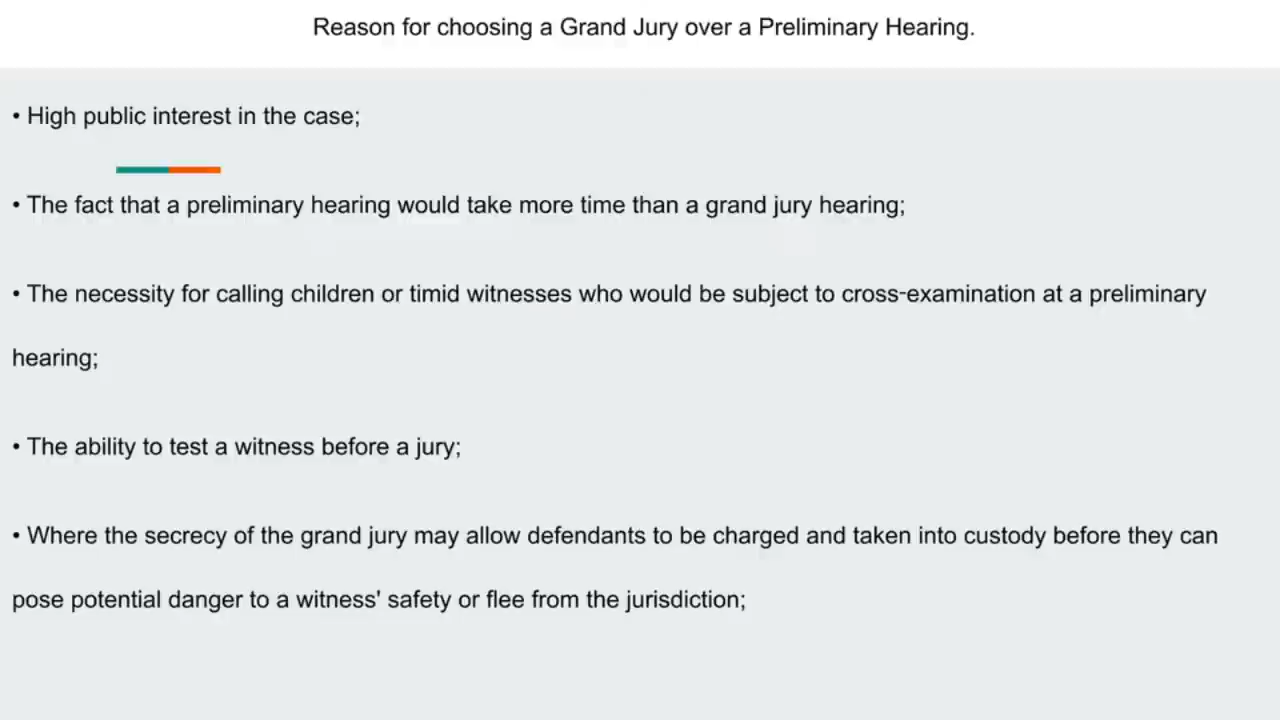 Reason for choosing a Grand Jury over a Preliminary Hearing.
• High public interest in the case;
• The fact that a preliminary hearing would take more time than a grand jury hearing;
• The necessity for calling children or timid witnesses who would be subject to cross-examination at a preliminary
hearing;
• The ability to test a witness before a jury;
• Where the secrecy of the grand jury may allow defendants to be charged and taken into custody before they can
pose potential danger to a witness' safety or flee from the jurisdiction;